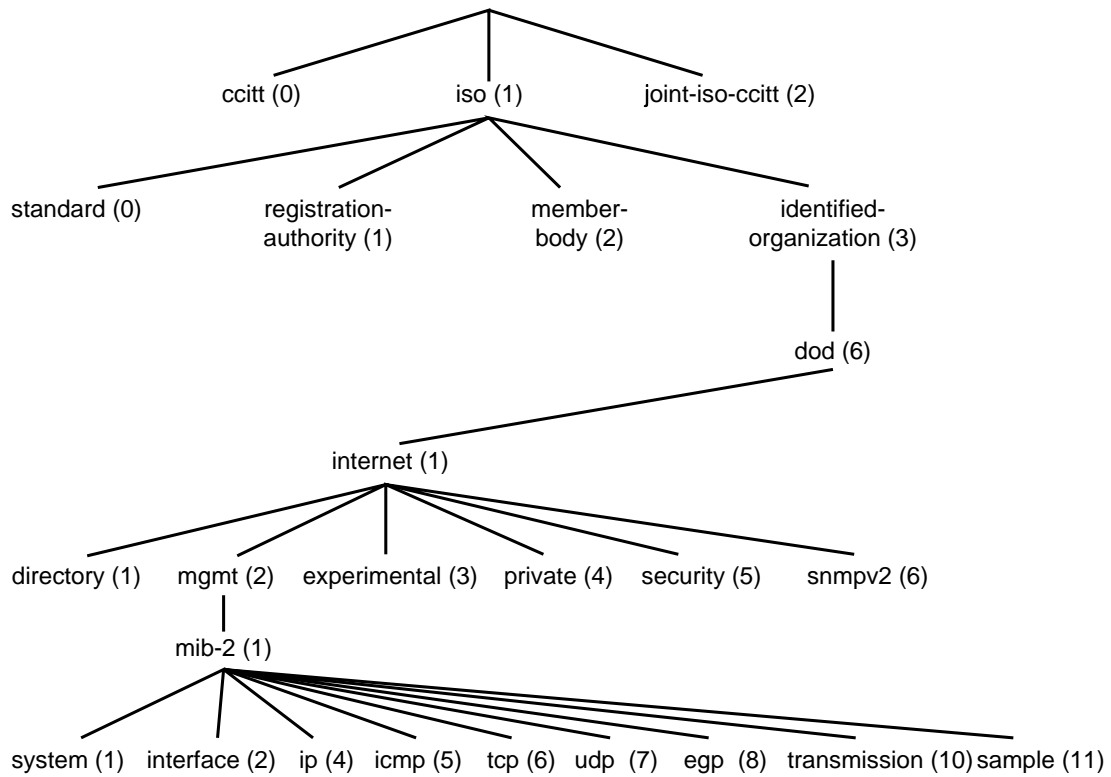 ccitt (0) iso (1) joint-iso-ccitt (2)
standard (0) registration- member- identified-
authority (1) body (2) organization (3)
dod (6)
internet (1)
directory (1) mgmt (2) experimental (3) private (4) security (5) snmpv2 (6)
mib-2 (1)
system (1) interface (2) ip (4) icmp (5) tcp (6) udp (7) egp (8) transmission (10) sample (11)